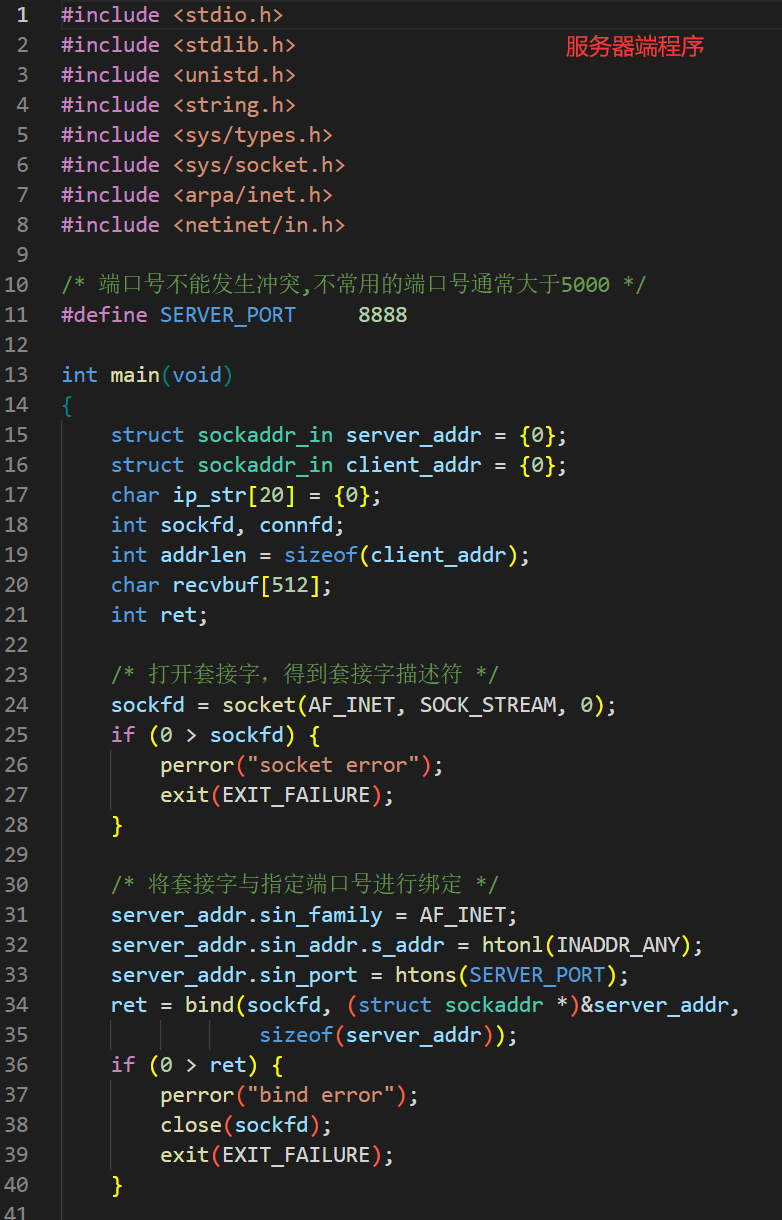 1 #include <stdio.h>
2 #include <stdlib.h>
服务器端程序
3 #include <unistd.h>
4 #include <string.h>
5 #include <sys/types.h>
6 #include <sys/socket.h>
7 #include <arpa/inet.h>
8 #include <netinet/in.h>
9
10 /* 端口号不能发生冲突,不常用的端口号通常大于5000 */
11 #define SERVER_PORT     8888
12
13 int main(void)
14 {
15     struct sockaddr_in server_addr = {0};
16     struct sockaddr_in client_addr = {0};
17     char ip_str[20] = {0};
18     int sockfd, connfd;
19     int addrlen = sizeof(client_addr);
20     char recvbuf[512];
21     int ret;
22
23     /* 打开套接字，得到套接字描述符 */
24     sockfd = socket(AF_INET, SOCK_STREAM, 0);
25     if (0 > sockfd) {
26         perror("socket error");
27         exit(EXIT_FAILURE);
28     }
29
30     /* 将套接字与指定端口号进行绑定 */
31     server_addr.sin_family = AF_INET;
32     server_addr.sin_addr.s_addr = htonl(INADDR_ANY);
33     server_addr.sin_port = htons(SERVER_PORT);
34     ret = bind(sockfd, (struct sockaddr *)&server_addr,
35                 sizeof(server_addr));
36     if (0 > ret) {
37         perror("bind error");
38         close(sockfd);
39         exit(EXIT_FAILURE);
40     }
41